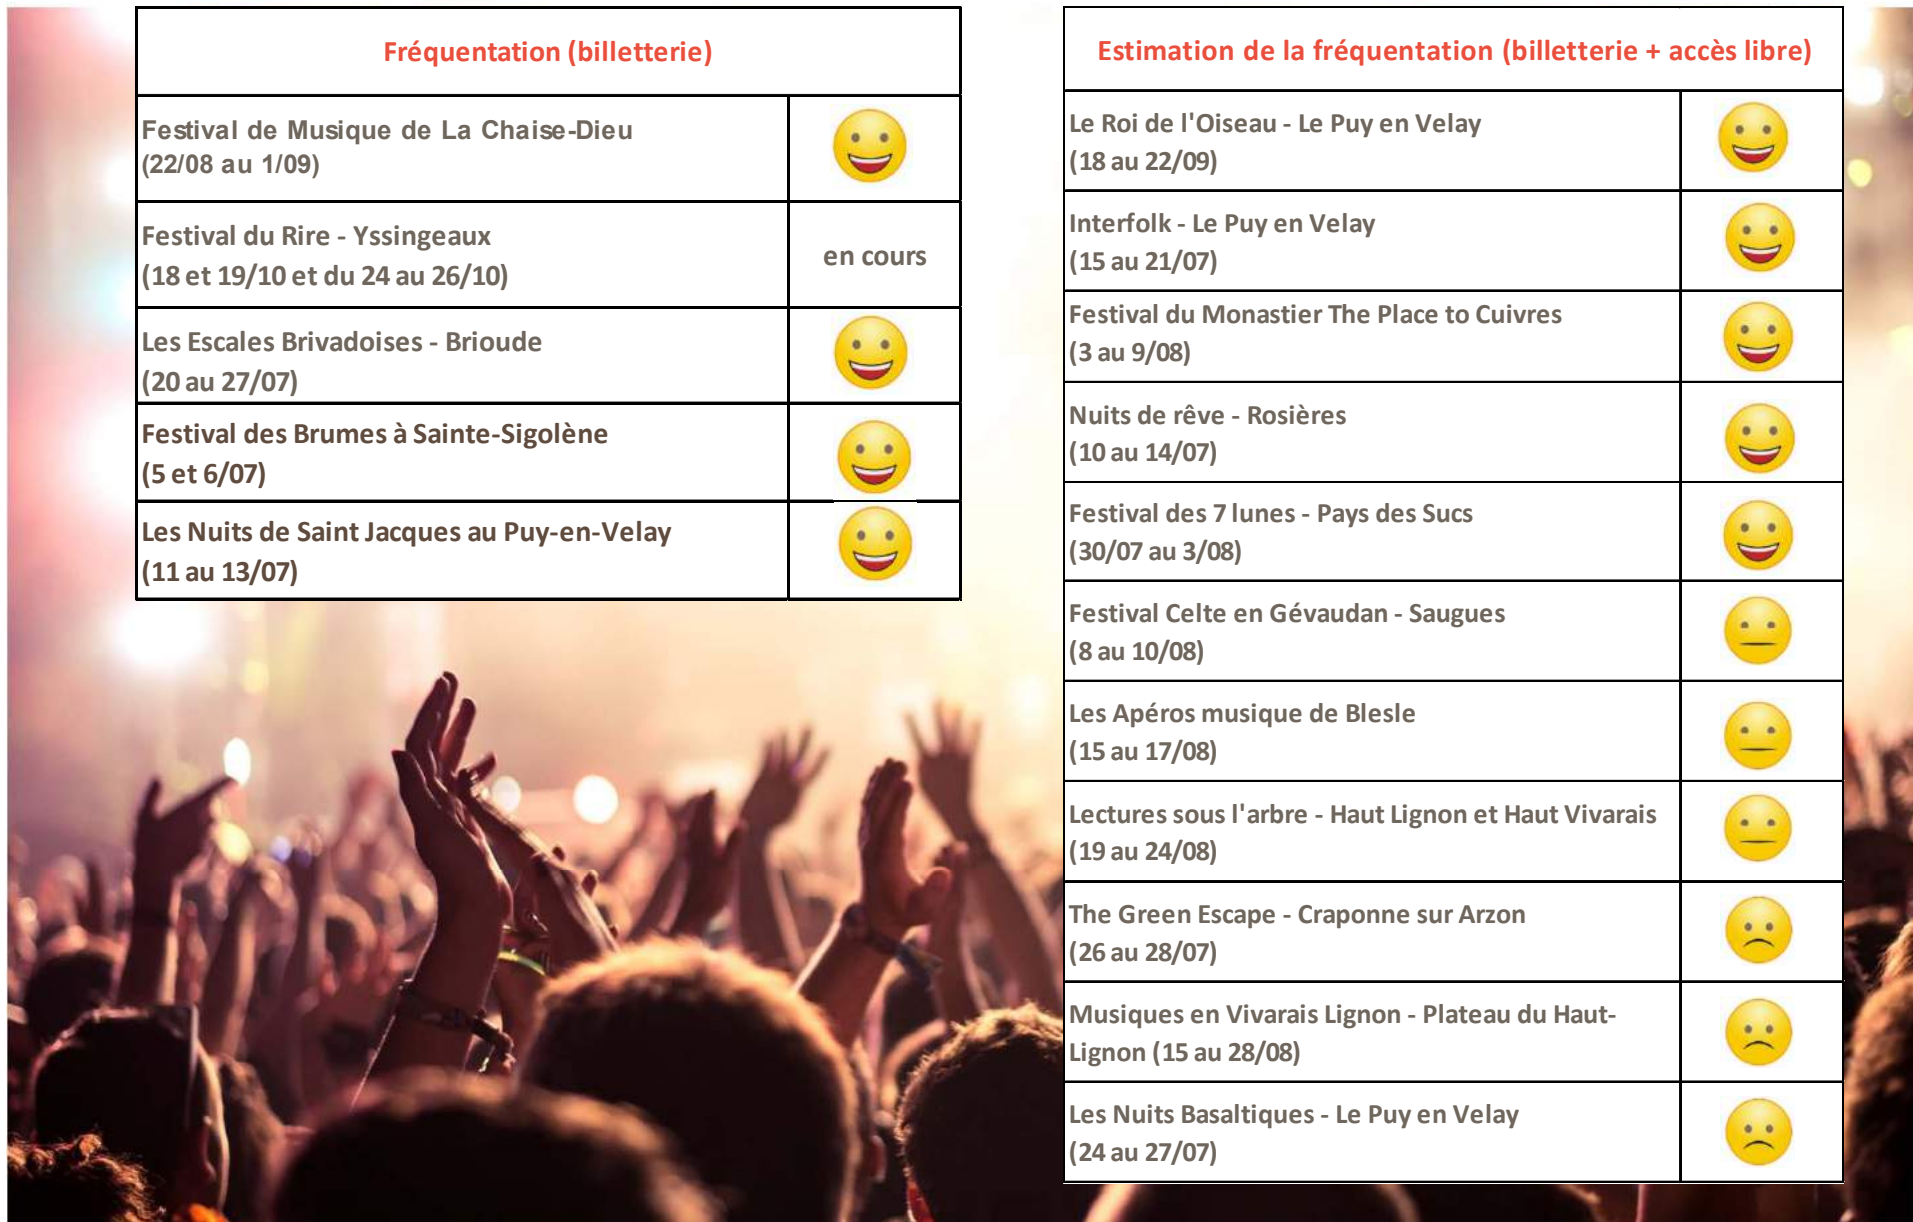 Fréquentation (billetterie)
Festival de Musique de La Chaise-Dieu
(22/08 au 1/09)
Festival du Rire - Yssingeaux
(18 et 19/10 et du 24 au 26/10)
en cours
Les Escales Brivadoises - Brioude
(20 au 27/07)
Festival des Brumes à Sainte-Sigolène
(5 et 6/07)
Les Nuits de Saint Jacques au Puy-en-Velay
(11 au 13/07)
Estimation de la fréquentation (billetterie + accès libre)
Le Roi de l'Oiseau - Le Puy en Velay
(18 au 22/09)
Interfolk - Le Puy en Velay
(15 au 21/07)
Festival du Monastier The Place to Cuivres
(3 au 9/08)
Nuits de rêve - Rosières
(10 au 14/07)
Festival des 7 lunes - Pays des Sucs
(30/07 au 3/08)
Festival Celte en Gévaudan - Saugues
(8 au 10/08)
Les Apéros musique de Blesle
(15 au 17/08)
Lectures sous l'arbre - Haut Lignon et Haut Vivarais
(19 au 24/08)
The Green Escape - Craponne sur Arzon
(26 au 28/07)
Musiques en Vivarais Lignon - Plateau du Haut-
Lignon (15 au 28/08)
Les Nuits Basaltiques - Le Puy en Velay
(24 au 27/07)